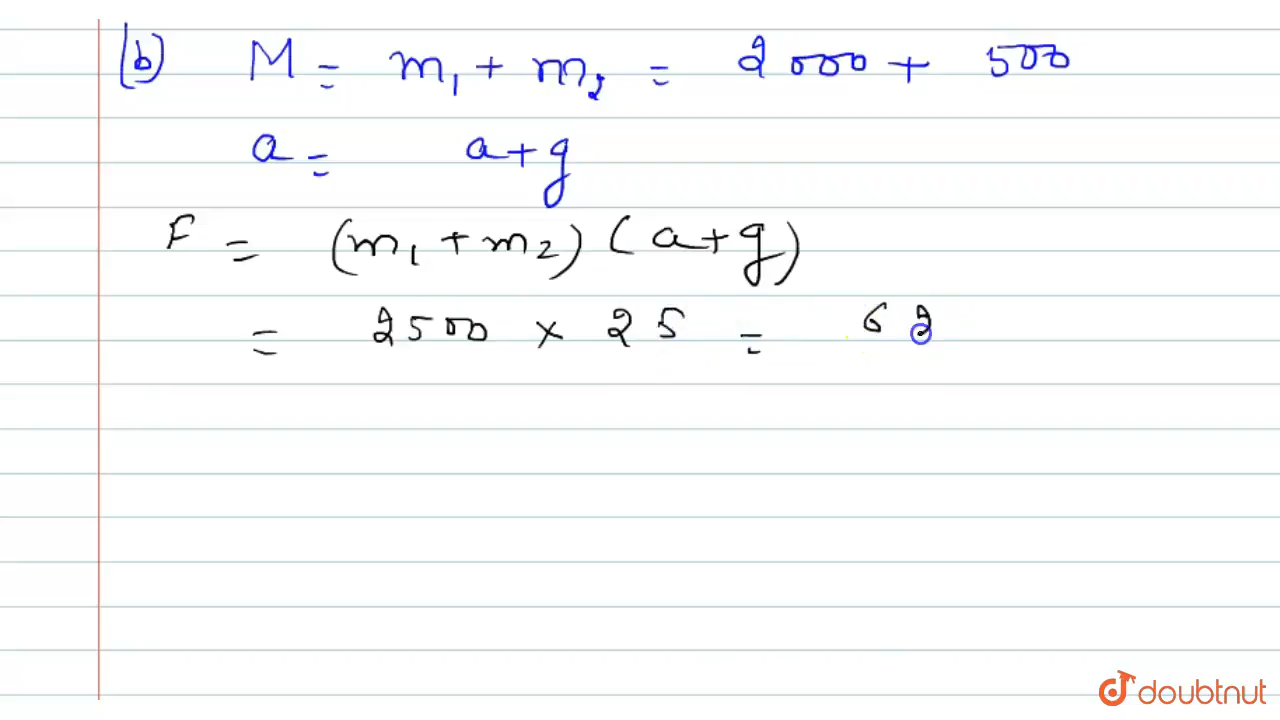 (b) M = m₁ + m₂ = 2000 + 500
a = a+g
F = (m₁ + m₂) (a+g)
= 2500 × 25 = 62
doubtnut